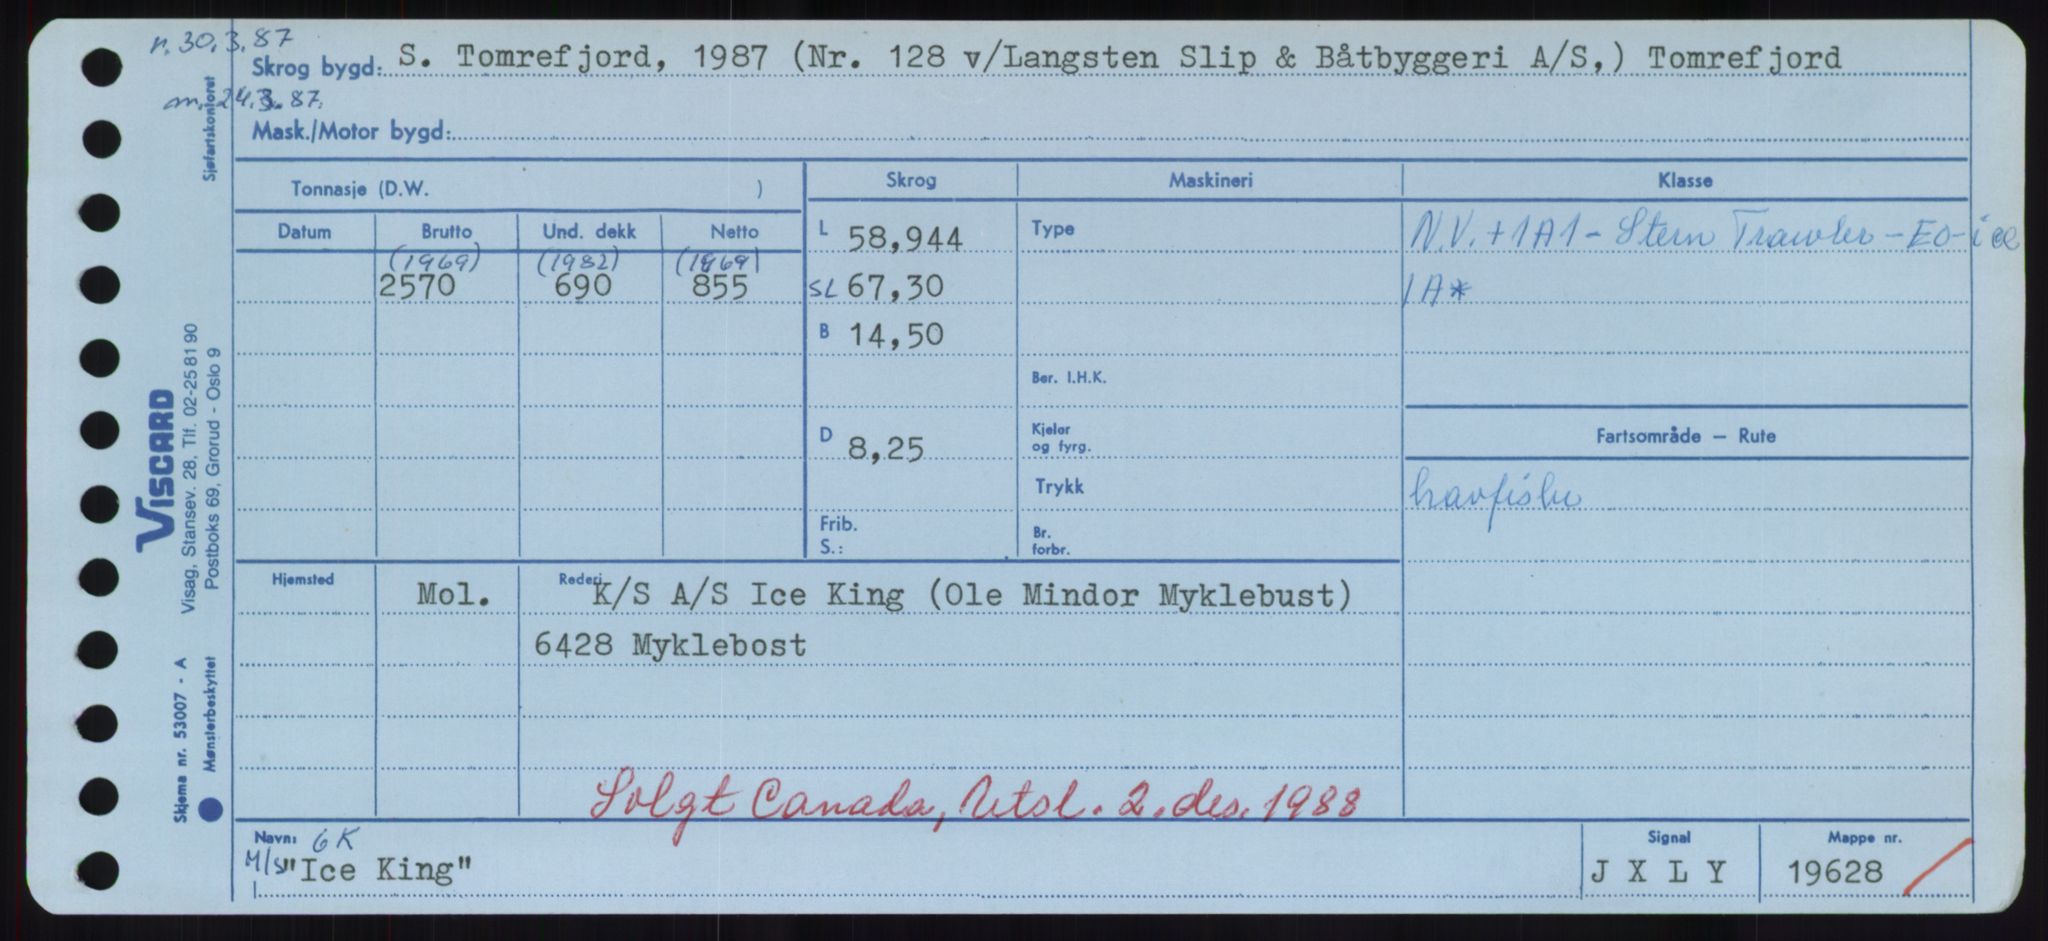 r. 30.3.87
Skrog bygd: S. Tomrefjord, 1987 (Nr. 128 v/Langsten Slip & Båtbyggeri A/S,) Tomrefjord
m. 24.3.87.
Mask./Motor bygd:
Sjøfartskontoret
Tonnasje (D.W. )
Skrog
Maskineri
Klasse
Datum Brutto Und. dekk Netto
(1969) (1982) (1969)
2570 690 855
L 58,944
SL 67,30
B 14,50
D 8,25
Frib.
S.:
Type
Ber. I.H.K.
Kjeler
og fyrg.
Trykk
Br.
forbr.
N.V. + 1A1 - Stern Trawler - EO - ice
1A*
Fartsområde — Rute
havfiske
Hjemsted
Mol.
Rederi K/S A/S Ice King (Ole Mindor Myklebust)
6428 Myklebost
Solgt Canada, Utsl. 2. des. 1988
Navn: GK
M/S "Ice King"
Signal
J X L Y
Mappe nr.
19628
VISCARD
Visag, Stansev. 28, Tlf. 02-25 81 90
Postboks 69, Grorud - Oslo 9
Skjema nr. 53007 - A
Mønsterbeskyttet